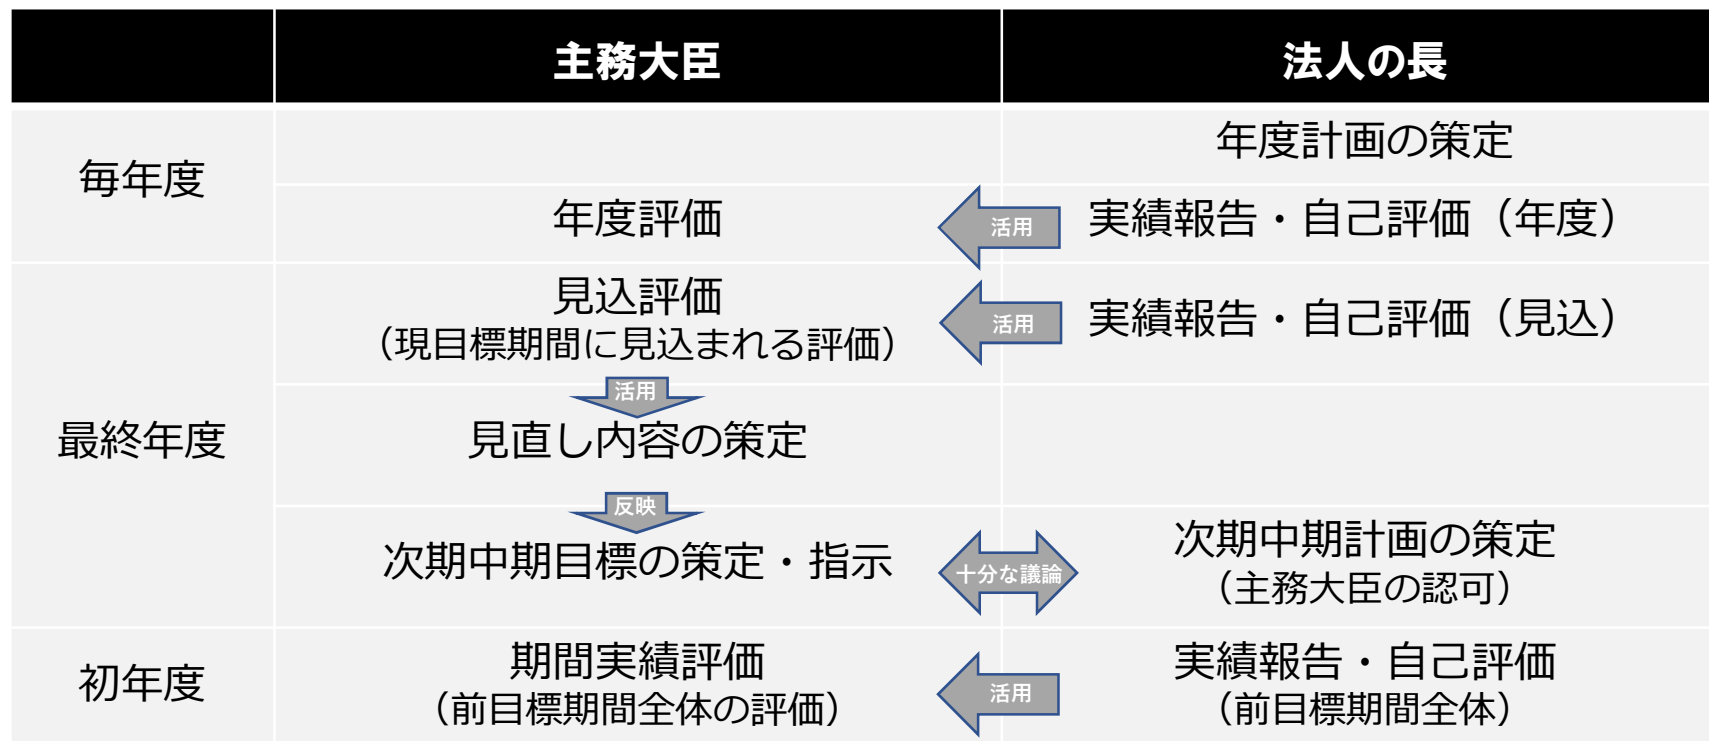 主務大臣
法人の長
毎年度
年度計画の策定
年度評価
活用
実績報告・自己評価（年度）
最終年度
見込評価
（現目標期間に見込まれる評価）
活用
実績報告・自己評価（見込）
活用
見直し内容の策定
反映
次期中期目標の策定・指示
十分な議論
次期中期計画の策定
（主務大臣の認可）
初年度
期間実績評価
（前目標期間全体の評価）
活用
実績報告・自己評価
（前目標期間全体）